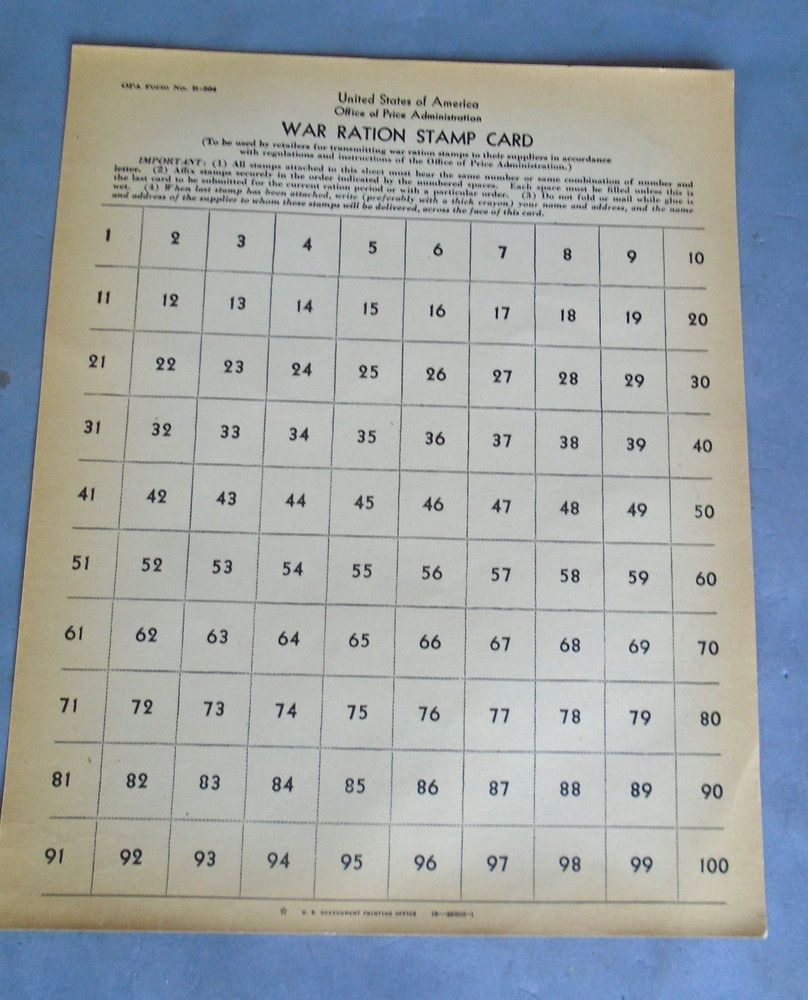 OPA Form No. R-504
United States of America
Office of Price Administration
WAR RATION STAMP CARD
(To be used by retailers for transmitting war ration stamps to their suppliers in accordance
with regulations and instructions of the Office of Price Administration.)
IMPORTANT: (1) All stamps attached to this sheet must bear the same number or same combination of number and
letter. (2) Affix stamps securely in the order indicated by the numbered spaces. Each space must be filled unless this is
the last card to be submitted for the current ration period or with a particular order. (3) Do not fold or mail while glue is
wet. (4) When last stamp has been attached, write (preferably with a thick crayon) your name and address, and the name
and address of the supplier to whom these stamps will be delivered, across the face of this card.
1 2 3 4 5 6 7 8 9 10
11 12 13 14 15 16 17 18 19 20
21 22 23 24 25 26 27 28 29 30
31 32 33 34 35 36 37 38 39 40
41 42 43 44 45 46 47 48 49 50
51 52 53 54 55 56 57 58 59 60
61 62 63 64 65 66 67 68 69 70
71 72 73 74 75 76 77 78 79 80
81 82 83 84 85 86 87 88 89 90
91 92 93 94 95 96 97 98 99 100
☆ U. S. GOVERNMENT PRINTING OFFICE